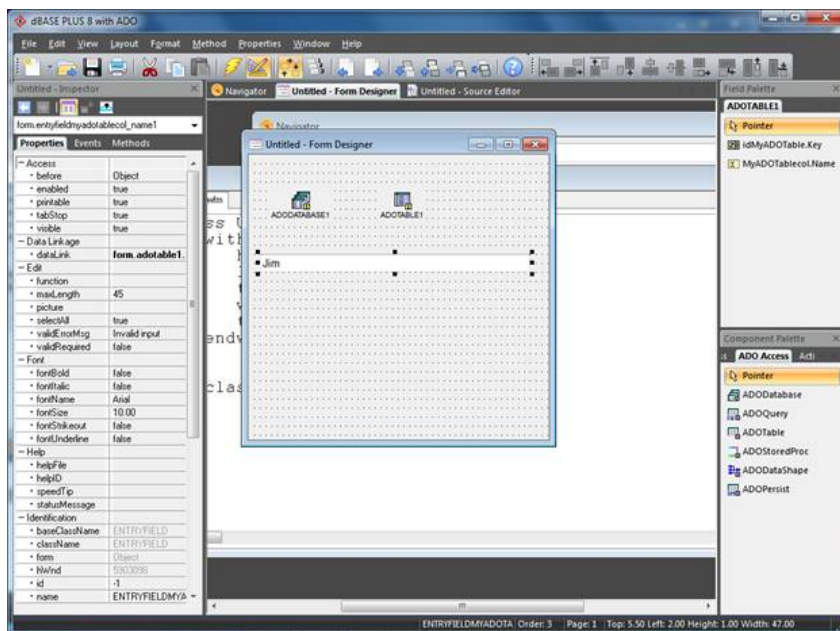 dBASE PLUS 8 with ADO
File Edit View Layout Format Method Properties Window Help
Untitled - Inspector
form.entryfieldmyadotablecol_name1
Properties Events Methods
Access
before Object
enabled true
printable true
tabStop true
visible true
Data Linkage
dataLink form.adotable1.
Edit
function
maxLength 45
picture
selectAll true
validErrorMsg Invalid input
validRequired false
Font
fontBold false
fontItalic false
fontName Arial
fontSize 10.00
fontStrikeout false
fontUnderline false
Help
helpFile
helpID
speedTip
statusMessage
Identification
baseClassName ENTRYFIELD
className ENTRYFIELD
form Object
hWnd
id -1
name ENTRYFIELDMYA
Navigator Untitled - Form Designer Untitled - Source Editor
Navigator
Untitled - Form Designer
ADODATABASE1 ADOTABLE1
Jim
wfm
ss U
with
endw
clas
Field Palette
ADOTABLE1
Pointer
idMyADOTable.Key
MyADOTablecol.Name
Component Palette
ADO Access Acti
Pointer
ADODatabase
ADOQuery
ADOTable
ADOStoredProc
ADODataShape
ADOPersist
ENTRYFIELDMYADOTA Order: 3 Page: 1 Top: 5.50 Left: 2.00 Height: 1.00 Width: 47.00